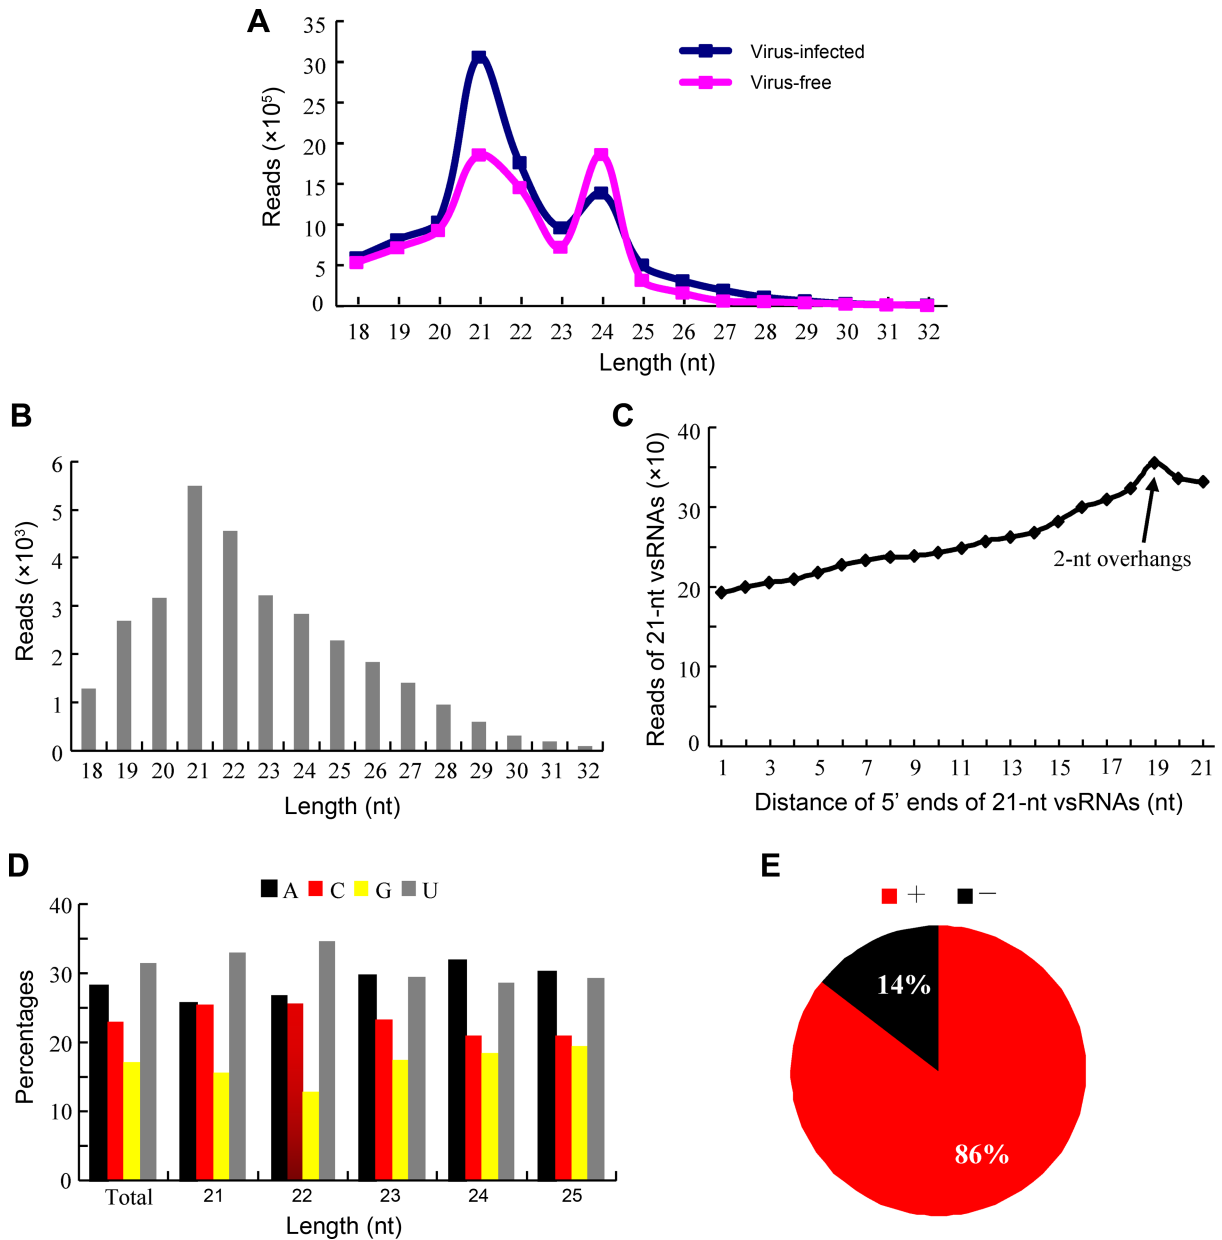 A
Reads (×10⁵)
35
30
25
20
15
10
5
0
Virus-infected
Virus-free
18 19 20 21 22 23 24 25 26 27 28 29 30 31 32
Length (nt)
B
Reads (×10³)
6
5
4
3
2
1
0
18 19 20 21 22 23 24 25 26 27 28 29 30 31 32
Length (nt)
C
Reads of 21-nt vsRNAs (×10)
40
30
20
10
0
2-nt overhangs
1 3 5 7 9 11 13 15 17 19 21
Distance of 5’ ends of 21-nt vsRNAs (nt)
D
A C G U
Percentages
40
30
20
10
0
Total 21 22 23 24 25
Length (nt)
E
+ −
14%
86%